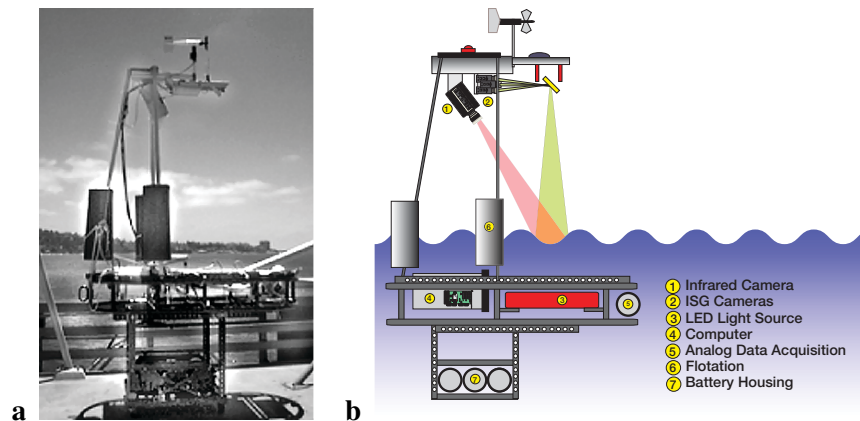 1
2
6
4
3
5
7
1 Infrared Camera
2 ISG Cameras
3 LED Light Source
4 Computer
5 Analog Data Acquisition
6 Flotation
7 Battery Housing
a
b